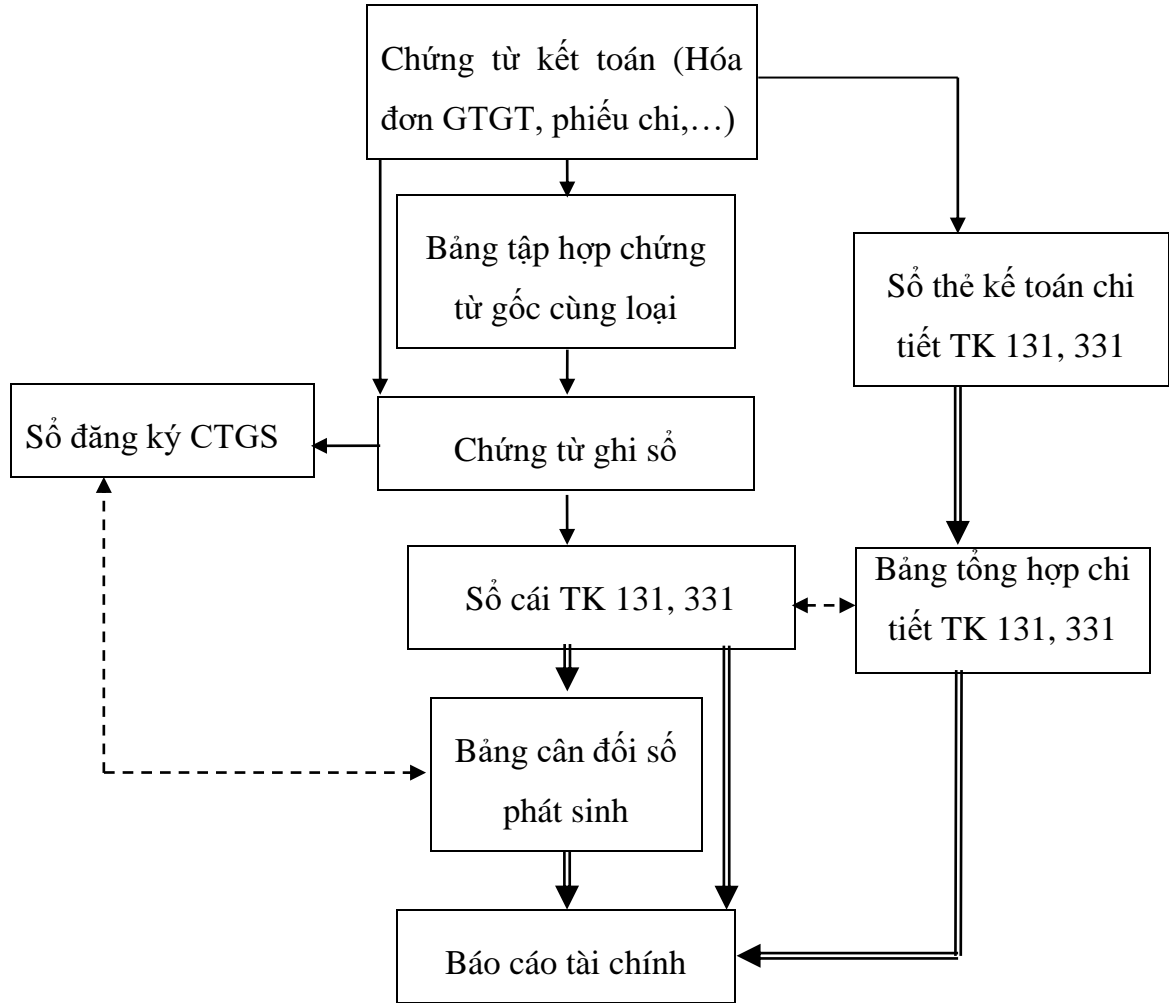 Chứng từ kết toán (Hóa
đơn GTGT, phiếu chi,…)
Bảng tập hợp chứng
từ gốc cùng loại
Sổ thẻ kế toán chi
tiết TK 131, 331
Sổ đăng ký CTGS
Chứng từ ghi sổ
Sổ cái TK 131, 331
Bảng tổng hợp chi
tiết TK 131, 331
Bảng cân đối số
phát sinh
Báo cáo tài chính